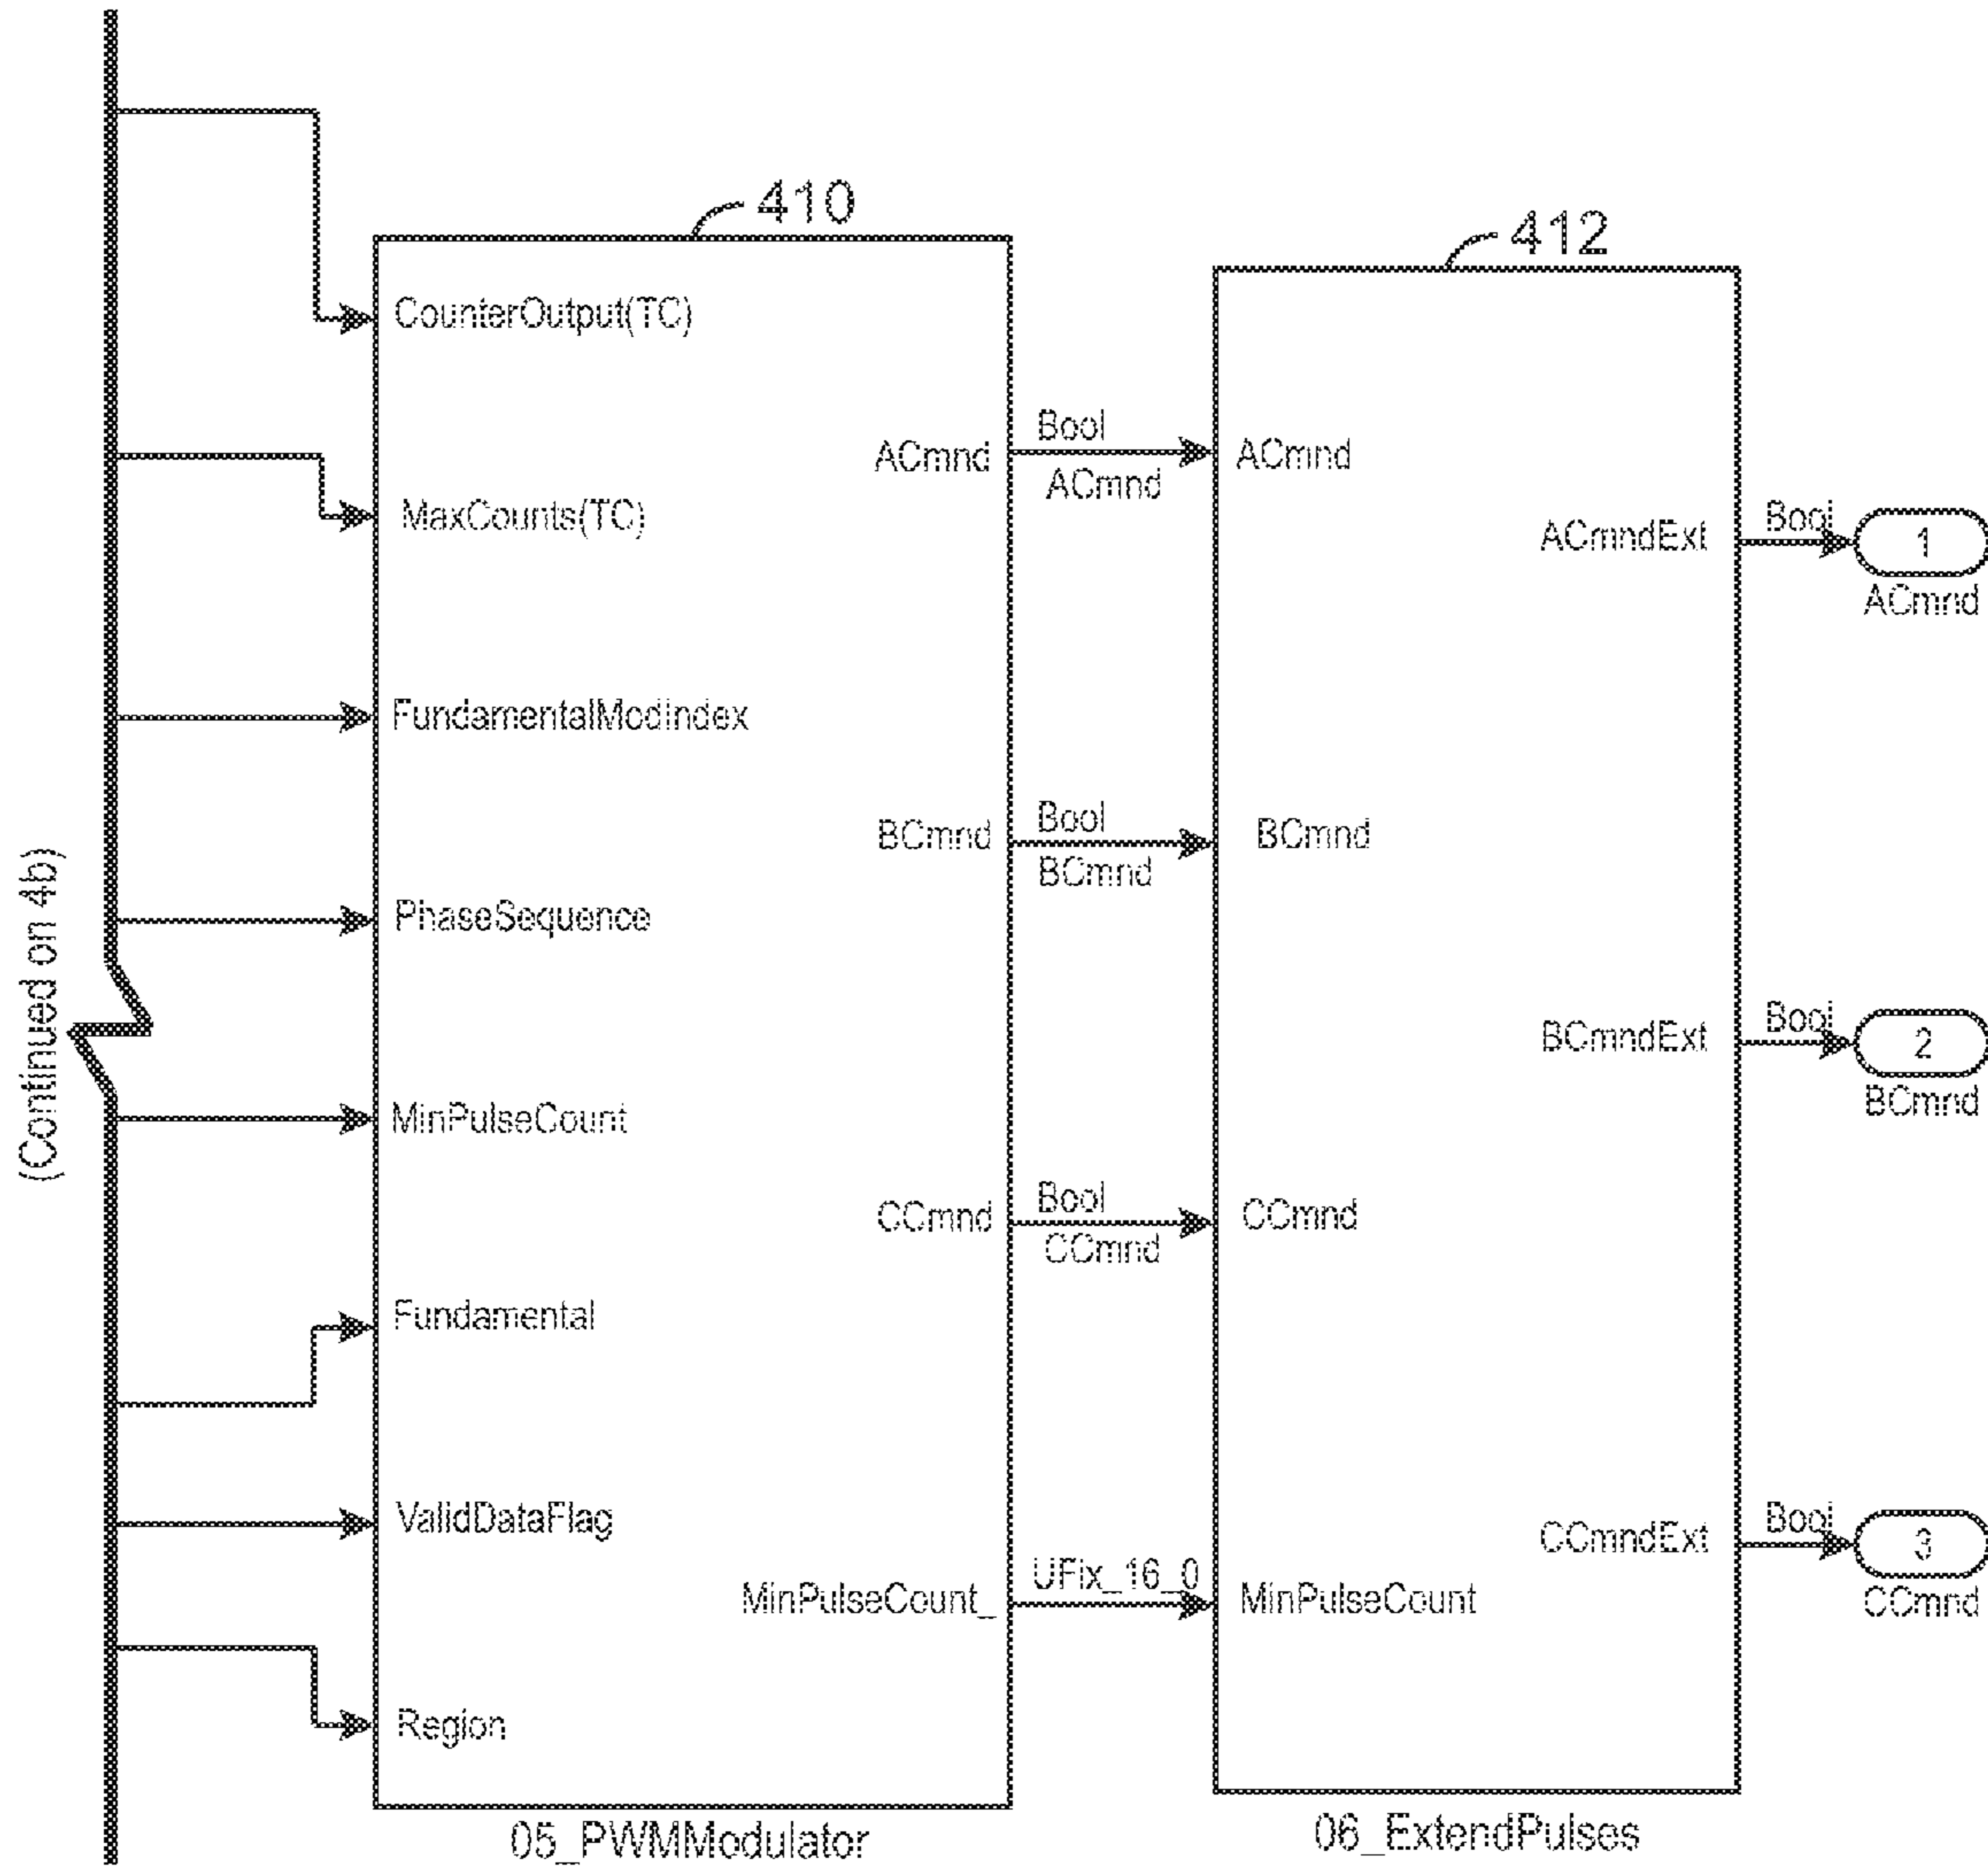 (Continued on 4b)
410
CounterOutput(TC)
MaxCounts(TC)
FundamentalModIndex
PhaseSequence
MinPulseCount
Fundamental
ValidDataFlag
Region
ACmnd
BCmnd
CCmnd
MinPulseCount_
05_PWMModulator
Bool
ACmnd
Bool
BCmnd
Bool
CCmnd
UFix_16_0
412
ACmnd
BCmnd
CCmnd
MinPulseCount
ACmndExt
BCmndExt
CCmndExt
06_ExtendPulses
Bool
1
ACmnd
Bool
2
BCmnd
Bool
3
CCmnd